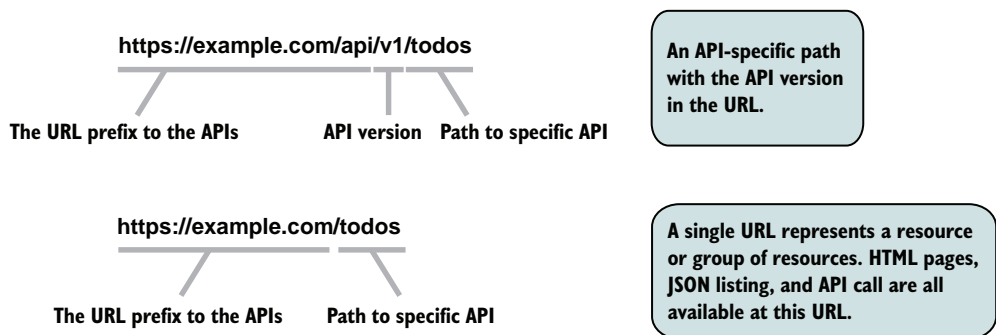 https://example.com/api/v1/todos
The URL prefix to the APIs
API version
Path to specific API
An API-specific path
with the API version
in the URL.
https://example.com/todos
The URL prefix to the APIs
Path to specific API
A single URL represents a resource
or group of resources. HTML pages,
JSON listing, and API call are all
available at this URL.